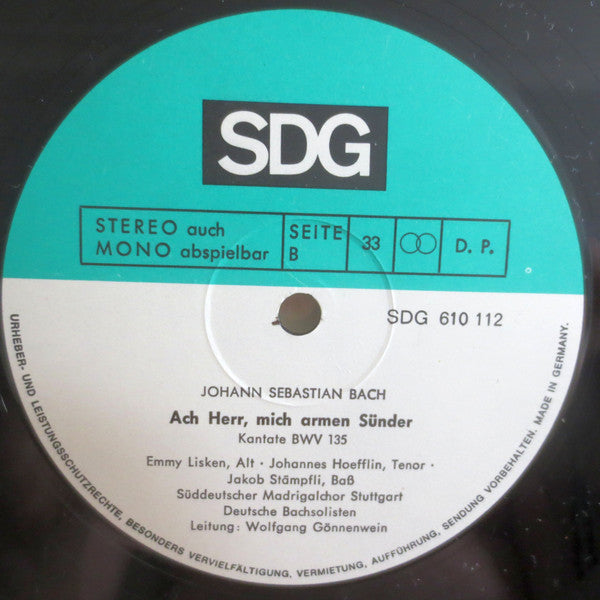 SDG
STEREO auch
MONO abspielbar
SEITE
B
33
D. P.
SDG 610 112
JOHANN SEBASTIAN BACH
Ach Herr, mich armen Sünder
Kantate BWV 135
Emmy Lisken, Alt · Johannes Hoefflin, Tenor ·
Jakob Stämpfli, Baß
Süddeutscher Madrigalchor Stuttgart
Deutsche Bachsolisten
Leitung: Wolfgang Gönnenwein
URHEBER- UND LEISTUNGSSCHUTZRECHTE, BESONDERS VERVIELFÄLTIGUNG, VERMIETUNG, AUFFÜHRUNG, SENDUNG VORBEHALTEN. MADE IN GERMANY.